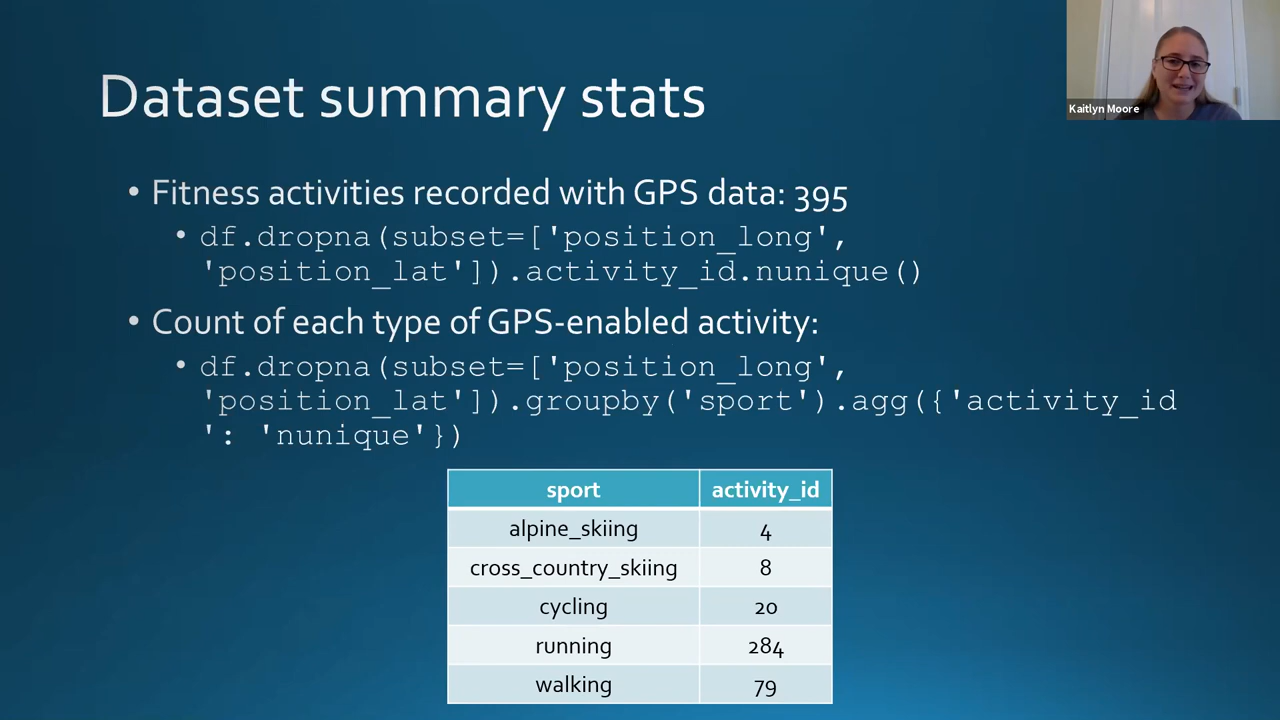 Dataset summary stats
Kaitlyn Moore
• Fitness activities recorded with GPS data: 395
• df.dropna(subset=['position_long',
'position_lat']).activity_id.nunique()
• Count of each type of GPS-enabled activity:
• df.dropna(subset=['position_long',
'position_lat']).groupby('sport').agg({'activity_id
': 'nunique'})
sport activity_id
alpine_skiing 4
cross_country_skiing 8
cycling 20
running 284
walking 79